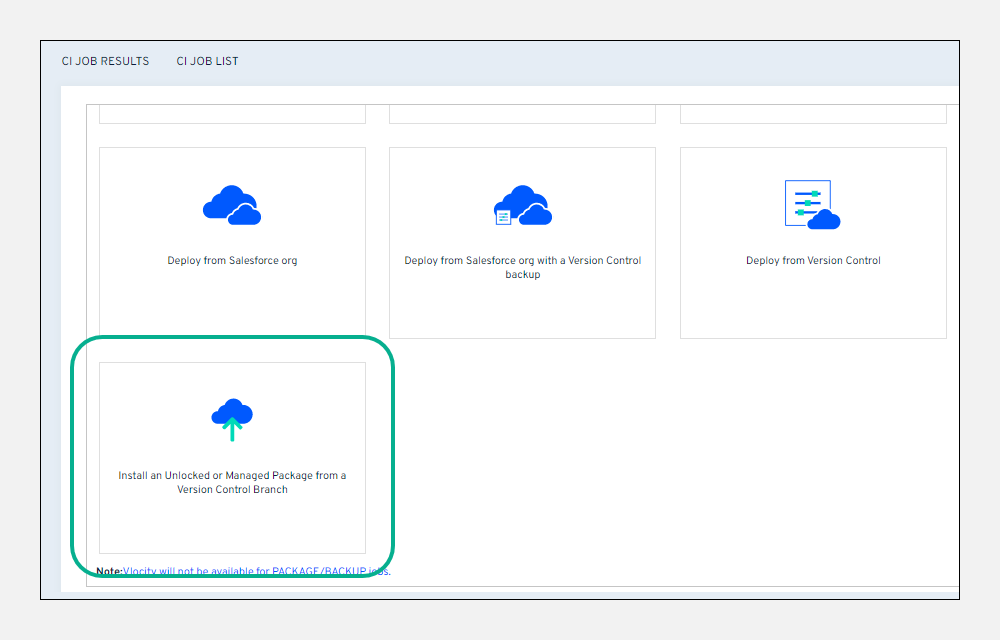 CI JOB RESULTS CI JOB LIST
Deploy from Salesforce org
Deploy from Salesforce org with a Version Control
backup
Deploy from Version Control
Install an Unlocked or Managed Package from a
Version Control Branch
Note:Vlocity will not be available for PACKAGE/BACKUP jobs.